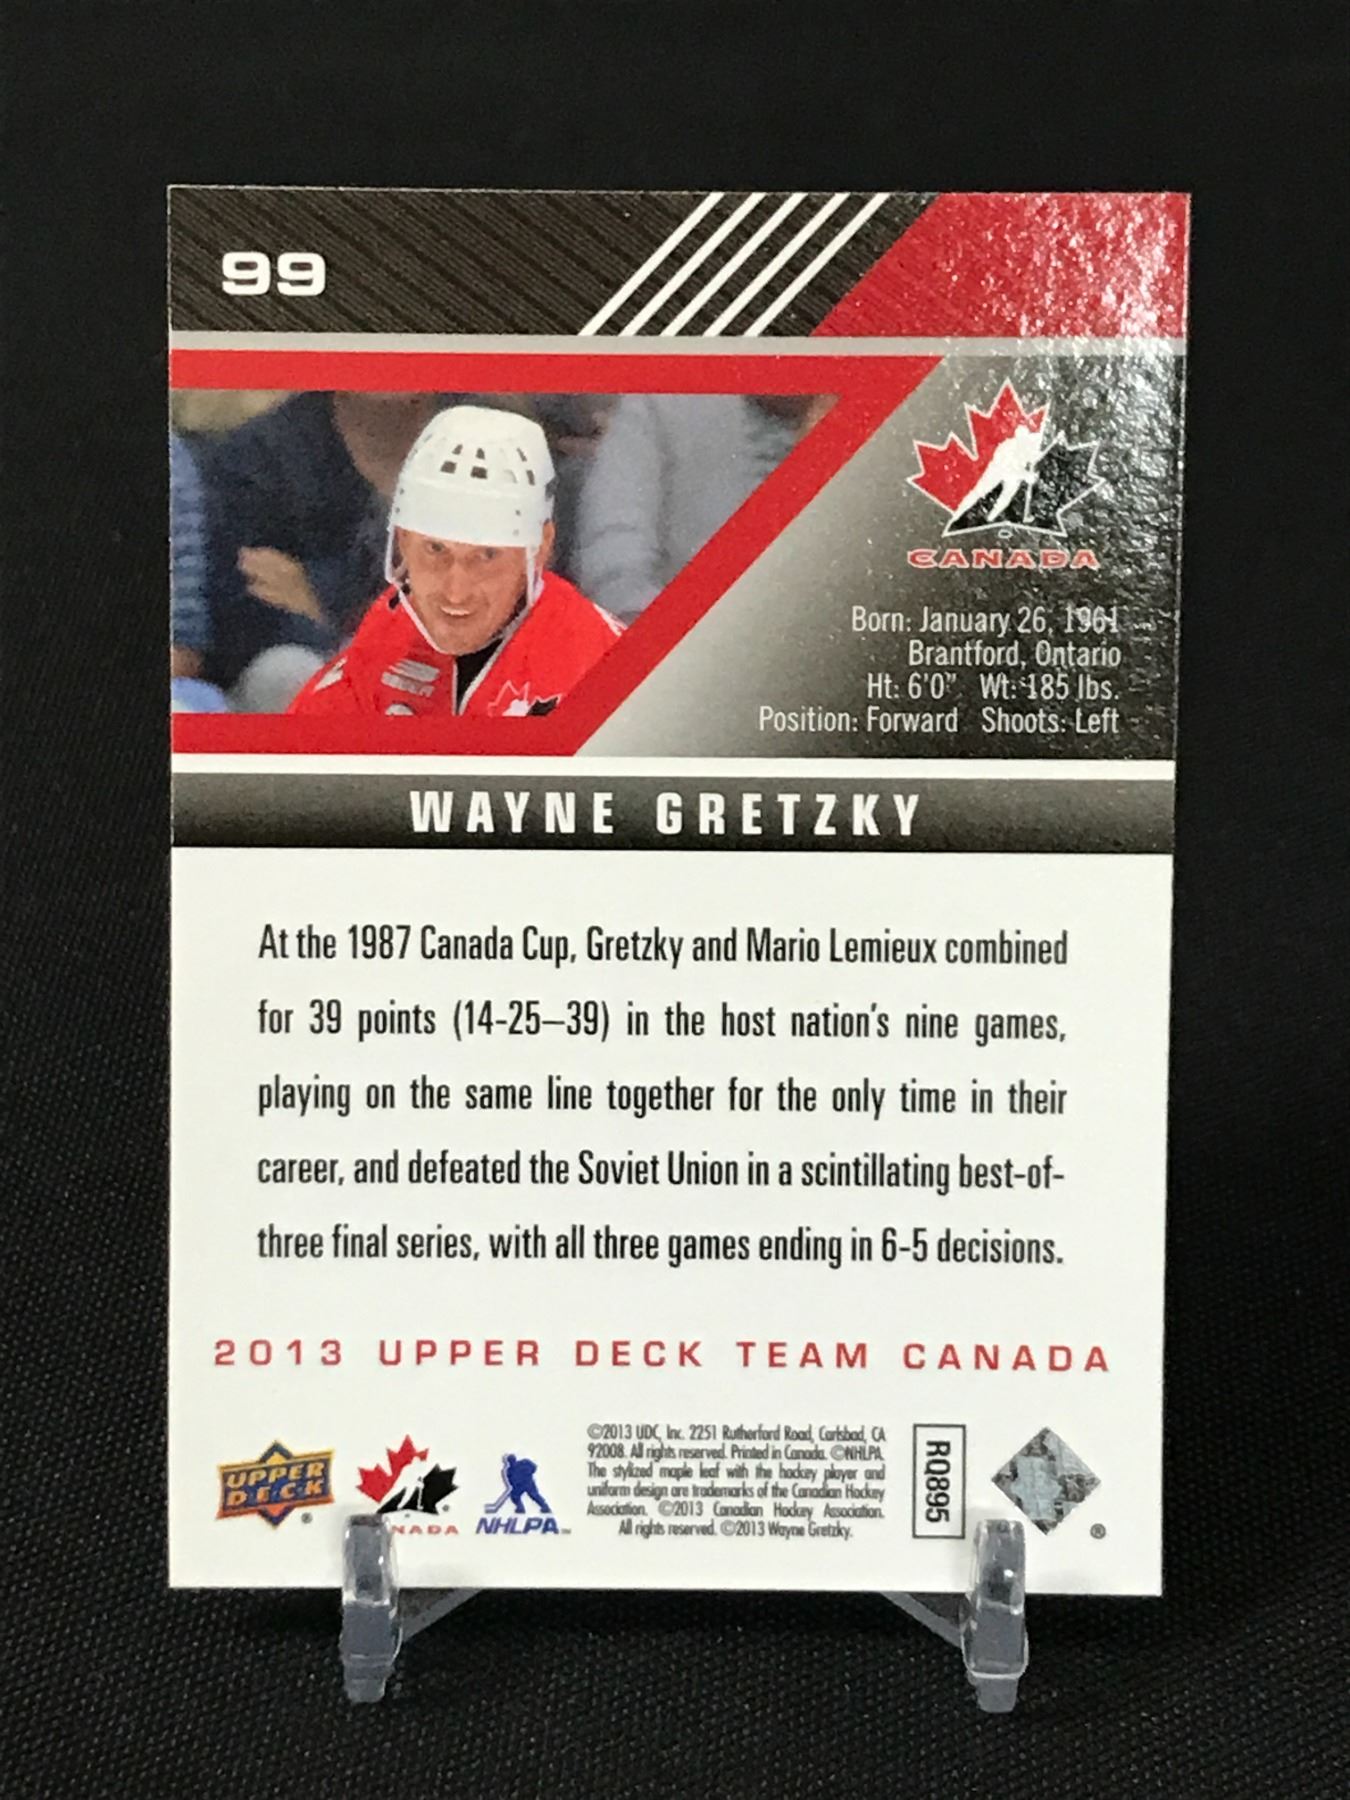 99
CANADA
Born: January 26, 1961
Brantford, Ontario
Ht: 6'0" Wt: 185 lbs.
Position: Forward Shoots: Left
WAYNE GRETZKY
At the 1987 Canada Cup, Gretzky and Mario Lemieux combined
for 39 points (14-25–39) in the host nation's nine games,
playing on the same line together for the only time in their
career, and defeated the Soviet Union in a scintillating best-of-
three final series, with all three games ending in 6-5 decisions.
2013 UPPER DECK TEAM CANADA
UPPER
DECK
®
NADA
NHLPA™
©2013 UDC, Inc. 2251 Rutherford Road, Carlsbad, CA
92008. All rights reserved. Printed in Canada. ©NHLPA.
The stylized maple leaf with the hockey player and
uniform design are trademarks of the Canadian Hockey
Association. ©2013 Canadian Hockey Association.
All rights reserved. ©2013 Wayne Gretzky.
RQ895
®